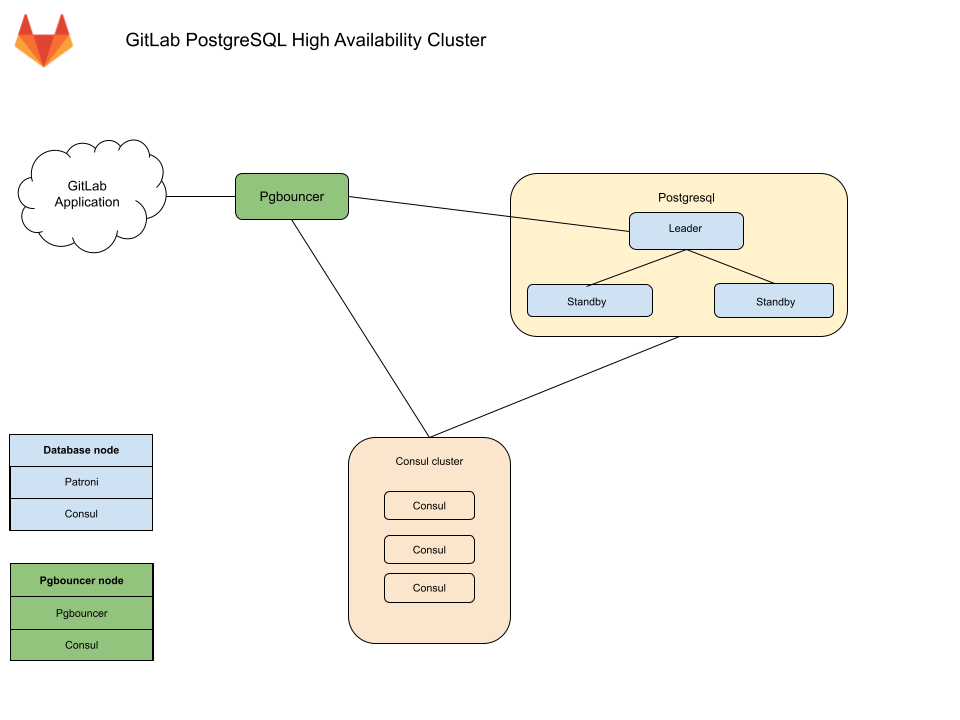 GitLab PostgreSQL High Availability Cluster
GitLab
Application
Pgbouncer
Postgresql
Leader
Standby
Standby
Consul cluster
Consul
Consul
Consul
Database node
Patroni
Consul
Pgbouncer node
Pgbouncer
Consul